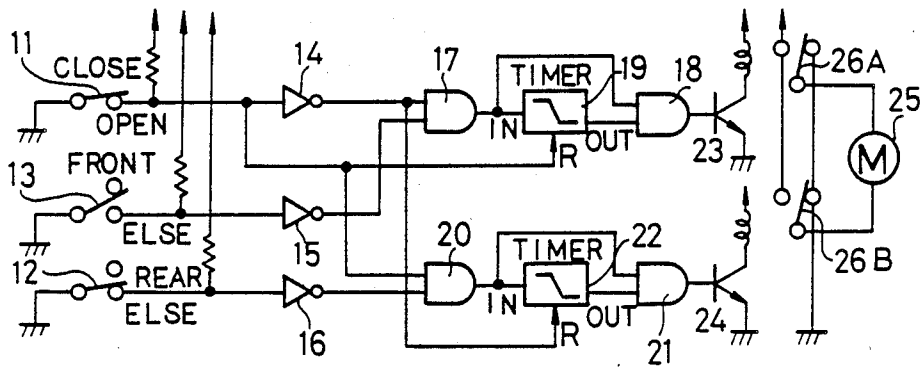 11
CLOSE
OPEN
14
17
TIMER
19
18
IN
OUT
R
23
26A
25
M
FRONT
13
ELSE
15
12
REAR
ELSE
16
20
TIMER
22
IN
OUT
R
21
24
26B